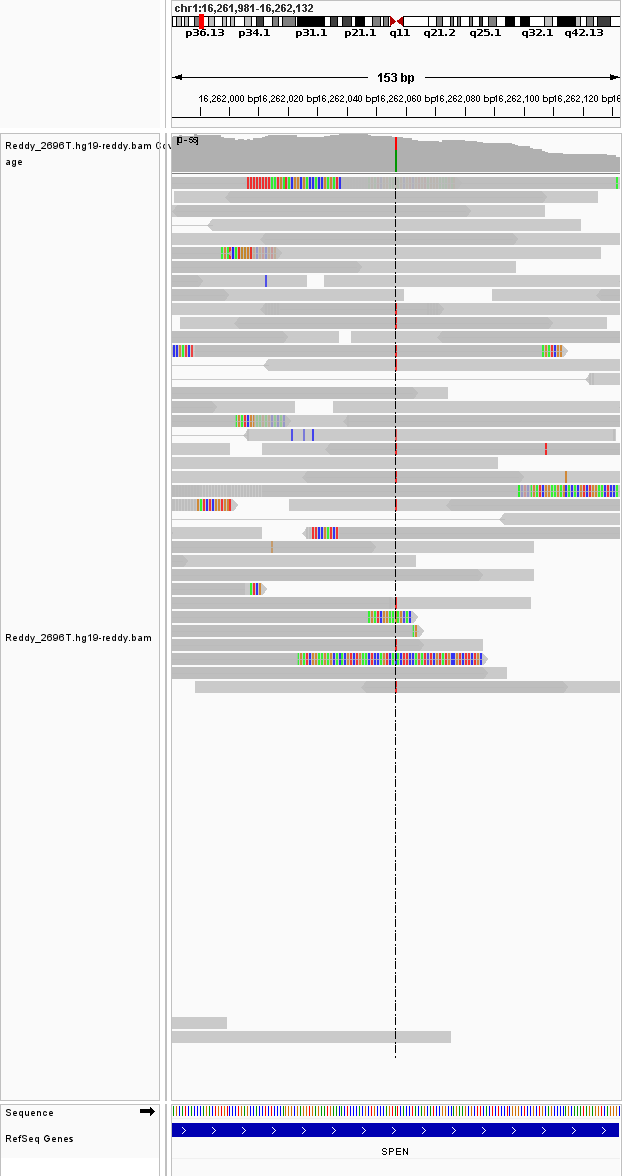 chr1:16,261,981-16,262,132
p36.13 p34.1 p31.1 p21.1 q11 q21.2 q25.1 q32.1 q42.13
153 bp
16,262,000 bp 16,262,020 bp 16,262,040 bp 16,262,060 bp 16,262,080 bp 16,262,100 bp 16,262,120 bp 16
Reddy_2696T.hg19-reddy.bam Cov
age
Reddy_2696T.hg19-reddy.bam
Sequence
RefSeq Genes
SPEN